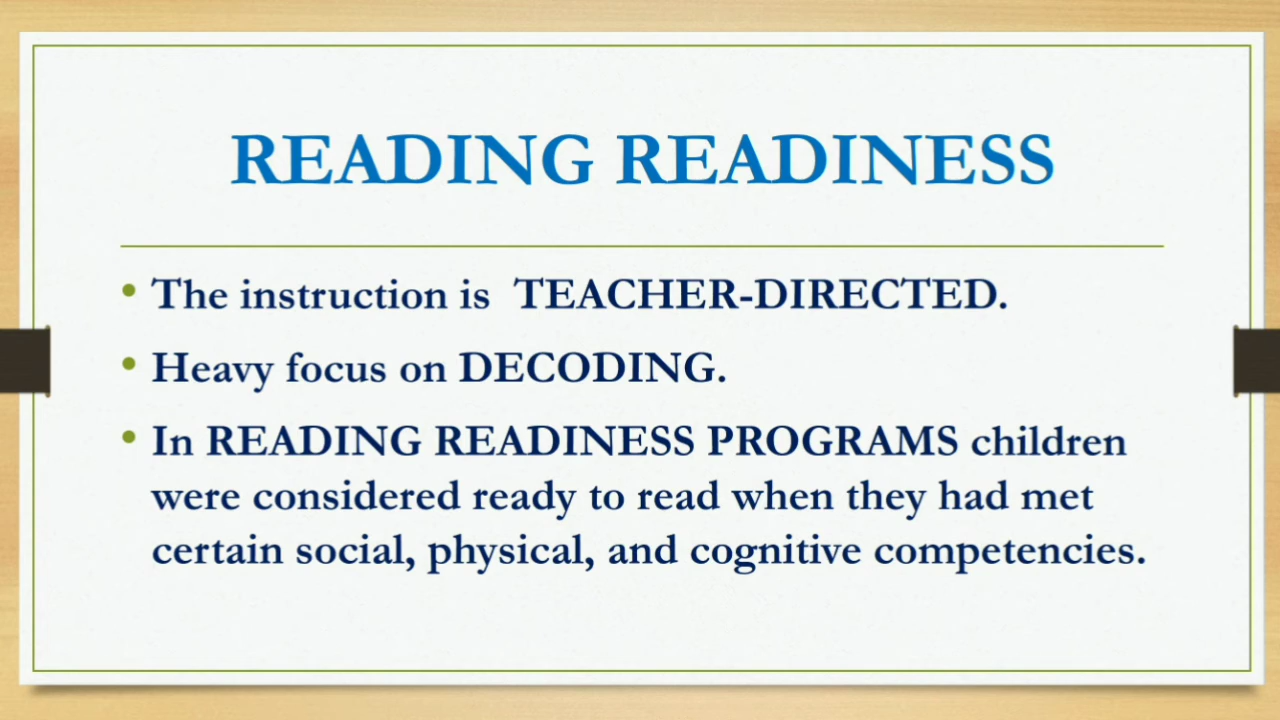 READING READINESS
• The instruction is  TEACHER-DIRECTED.
• Heavy focus on DECODING.
• In READING READINESS PROGRAMS children
were considered ready to read when they had met
certain social, physical, and cognitive competencies.